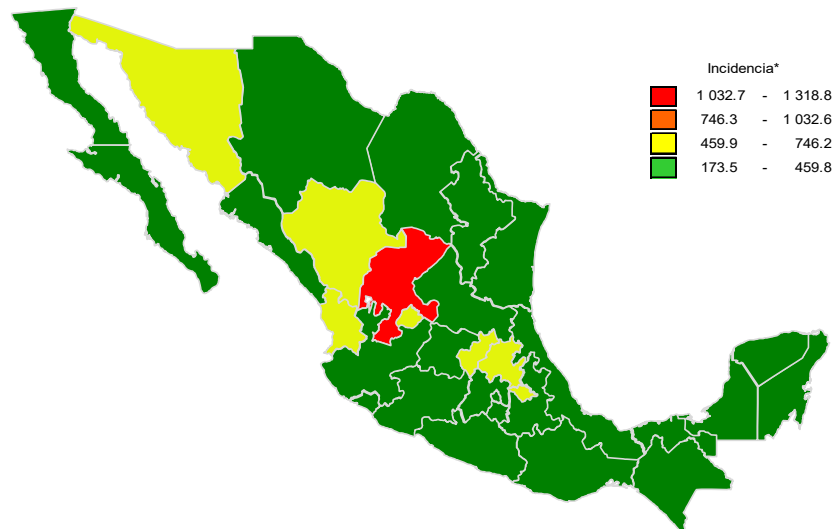 Incidencia*
1 032.7 - 1 318.8
746.3 - 1 032.6
459.9 - 746.2
173.5 - 459.8